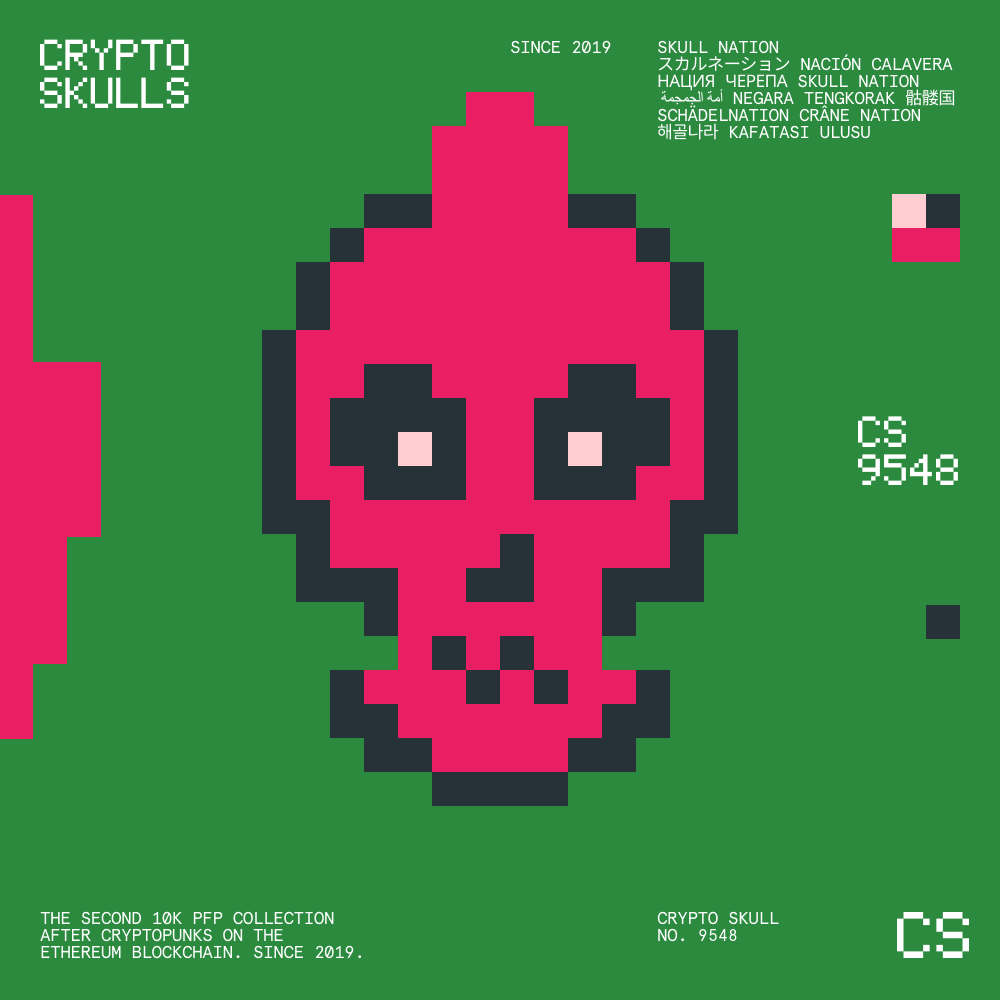 CRYPTO
SKULLS
SINCE 2019
SKULL NATION
スカルネーション NACIÓN CALAVERA
НАЦИЯ ЧЕРЕПА SKULL NATION
أمة الجمجمة NEGARA TENGKORAK 骷髅国
SCHÄDELNATION CRÂNE NATION
해골나라 KAFATASI ULUSU
CS
9548
THE SECOND 10K PFP COLLECTION
AFTER CRYPTOPUNKS ON THE
ETHEREUM BLOCKCHAIN. SINCE 2019.
CRYPTO SKULL
NO. 9548
CS